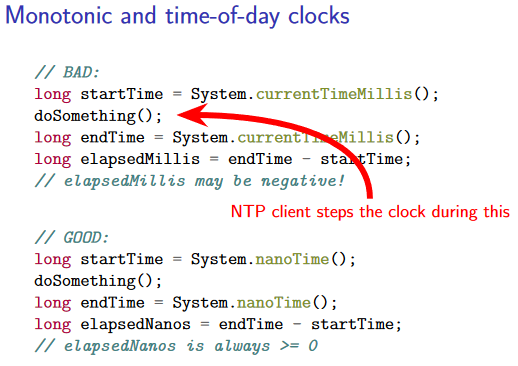 Monotonic and time-of-day clocks
// BAD:
long startTime = System.currentTimeMillis();
doSomething();
long endTime = System.currentTimeMillis();
long elapsedMillis = endTime - startTime;
// elapsedMillis may be negative!
NTP client steps the clock during this
// GOOD:
long startTime = System.nanoTime();
doSomething();
long endTime = System.nanoTime();
long elapsedNanos = endTime - startTime;
// elapsedNanos is always >= 0